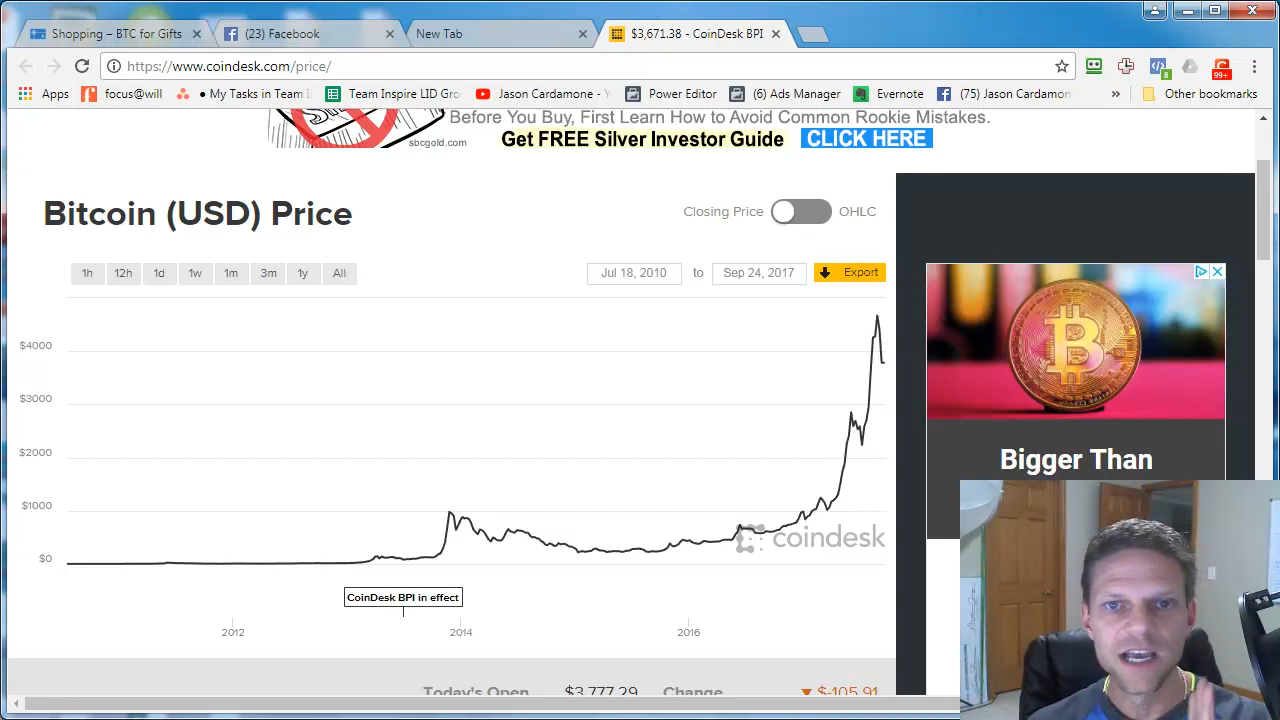 Shopping – BTC for Gifts
(23) Facebook
New Tab
$3,671.38 - CoinDesk BPI
https://www.coindesk.com/price/
8
99+
Apps
focus@will
● My Tasks in Team I
Team Inspire LID Gro
Jason Cardamone - Y
Power Editor
(6) Ads Manager
Evernote
(75) Jason Cardamon
»
Other bookmarks
Before You Buy, First Learn How to Avoid Common Rookie Mistakes.
sbcgold.com
Get FREE Silver Investor Guide CLICK HERE
Bitcoin (USD) Price
Closing Price
OHLC
1h 12h 1d 1w 1m 3m 1y All
Jul 18, 2010 to Sep 24, 2017 Export
$4000
$3000
$2000
$1000
$0
coindesk
CoinDesk BPI in effect
2012 2014 2016
Today's Open $3,777.29 Change $-105.91
Bigger Than